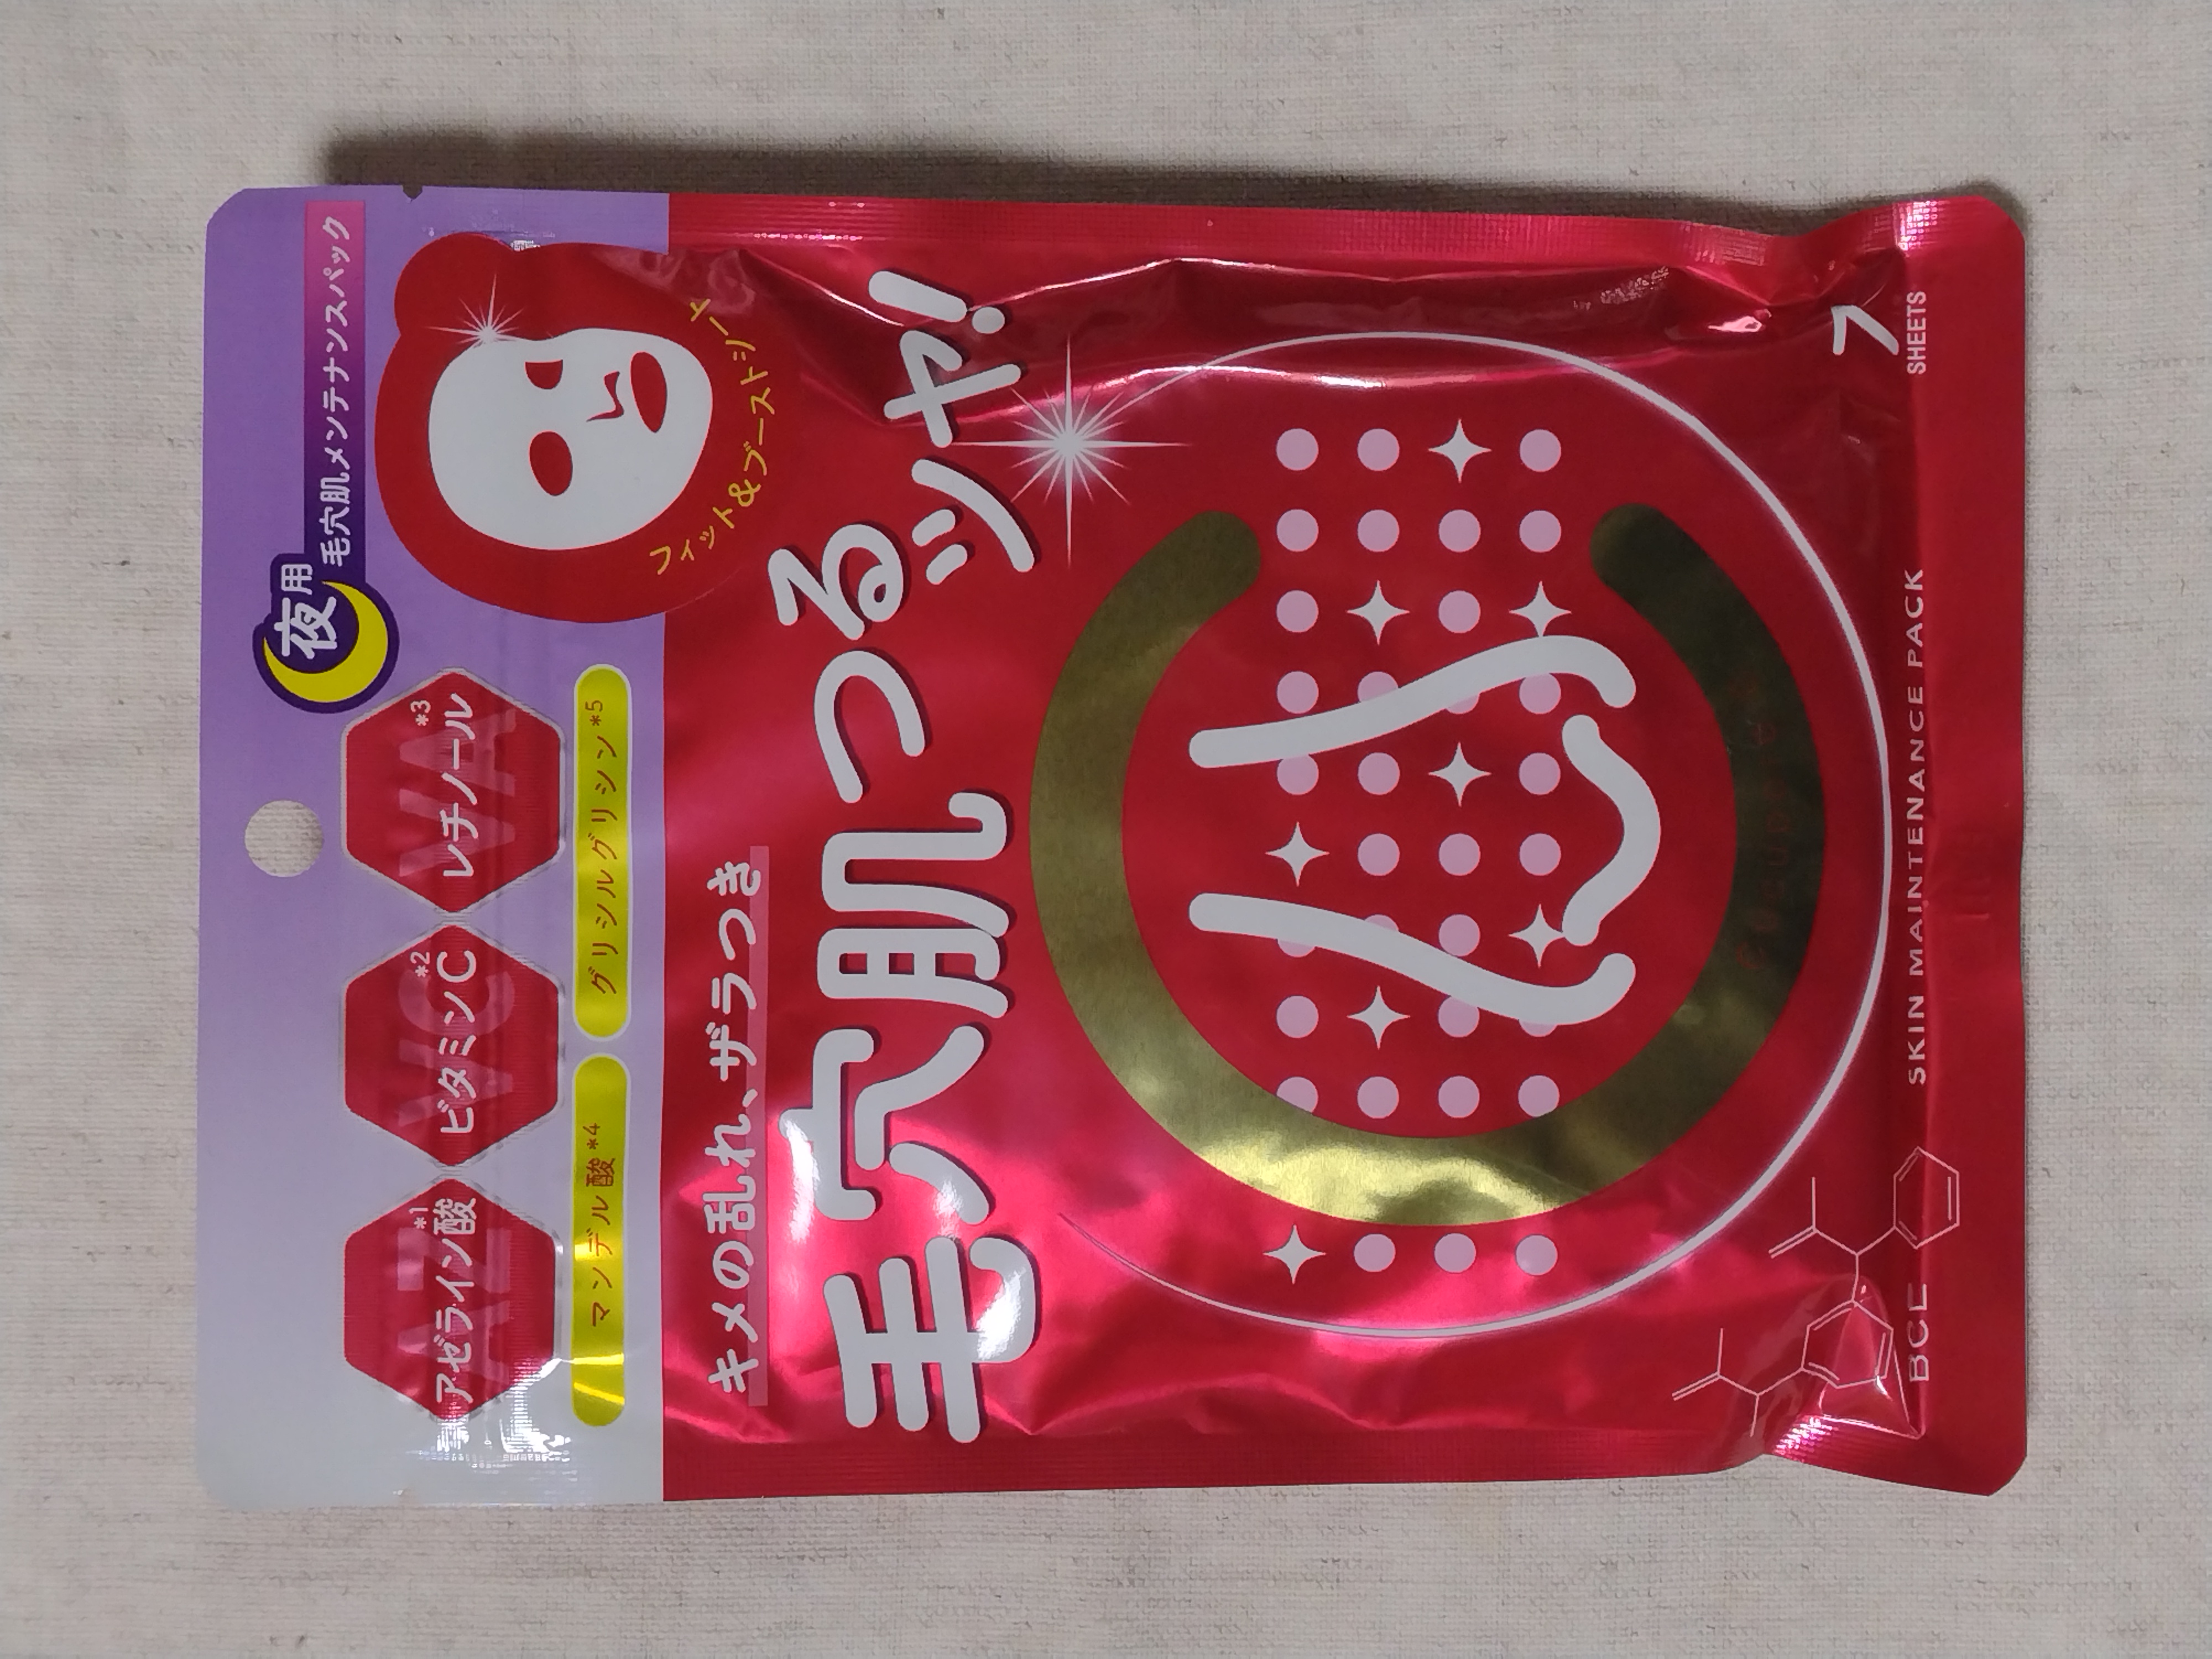 夜用
毛穴肌メンテナンスパック
アゼライン酸*1
ビタミンC*2
レチノール*3
AZ
VC
VA
マンデル酸*4
グリシルグリシン*5
フィット&ブーストシート
キメの乱れ、ザラつき
毛穴肌つるツヤ!
BCL
SKIN MAINTENANCE PACK
7
SHEETS